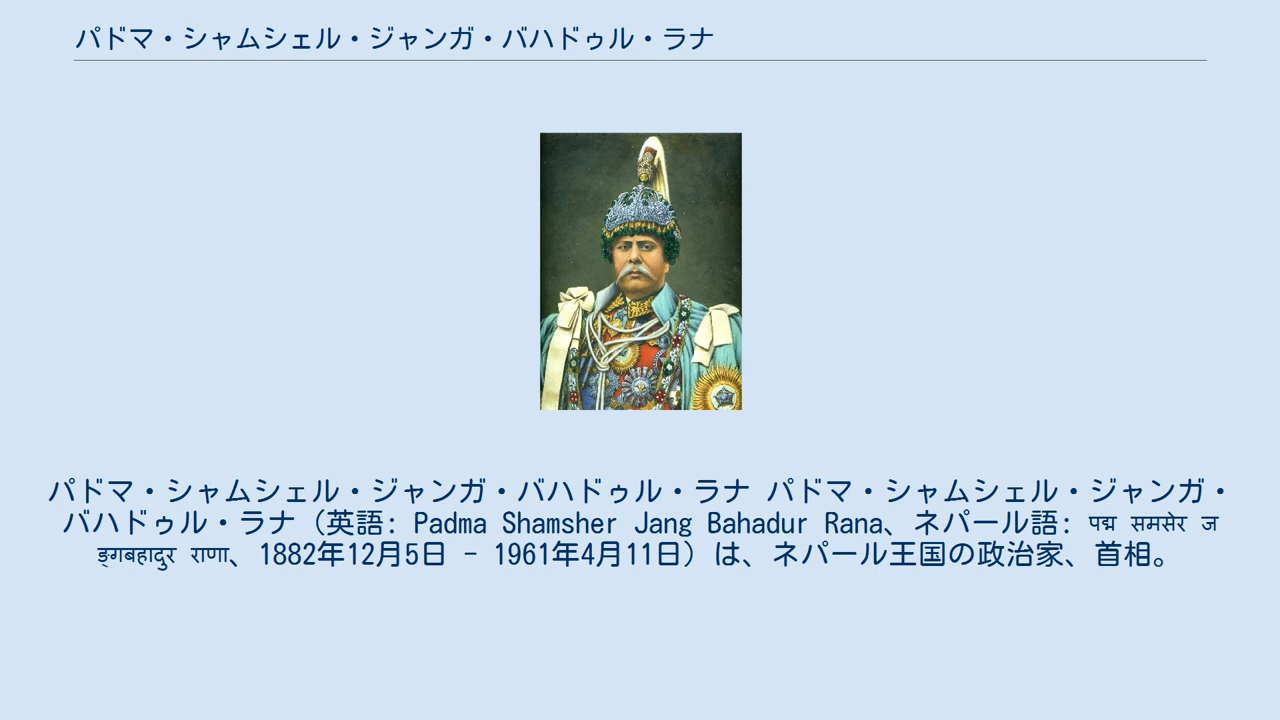 パドマ・シャムシェル・ジャンガ・バハドゥル・ラナ
パドマ・シャムシェル・ジャンガ・バハドゥル・ラナ パドマ・シャムシェル・ジャンガ・
バハドゥル・ラナ（英語: Padma Shamsher Jang Bahadur Rana、ネパール語: पद्म समसेर ज
ङ्गबहादुर राणा、1882年12月5日 - 1961年4月11日）は、ネパール王国の政治家、首相。